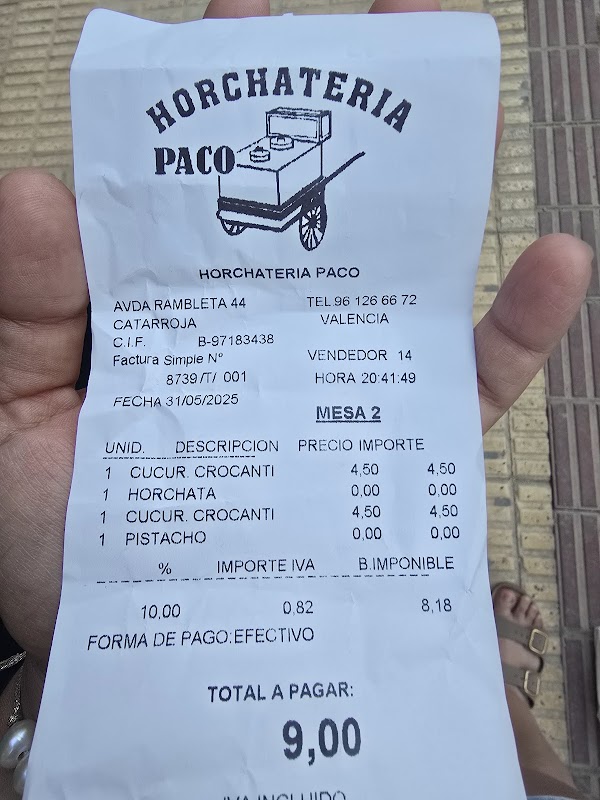 HORCHATERIA
PACO
HORCHATERIA PACO
AVDA RAMBLETA 44 TEL.96 126 66 72
CATARROJA VALENCIA
C.I.F. B-97183438
Factura Simple Nº VENDEDOR 14
8739 /T/ 001 HORA 20:41:49
FECHA 31/05/2025
MESA 2
UNID. DESCRIPCION PRECIO IMPORTE
1 CUCUR. CROCANTI 4,50 4,50
1 HORCHATA 0,00 0,00
1 CUCUR. CROCANTI 4,50 4,50
1 PISTACHO 0,00 0,00
% IMPORTE IVA B.IMPONIBLE
10,00 0,82 8,18
FORMA DE PAGO:EFECTIVO
TOTAL A PAGAR:
9,00
IVA INCLUIDO